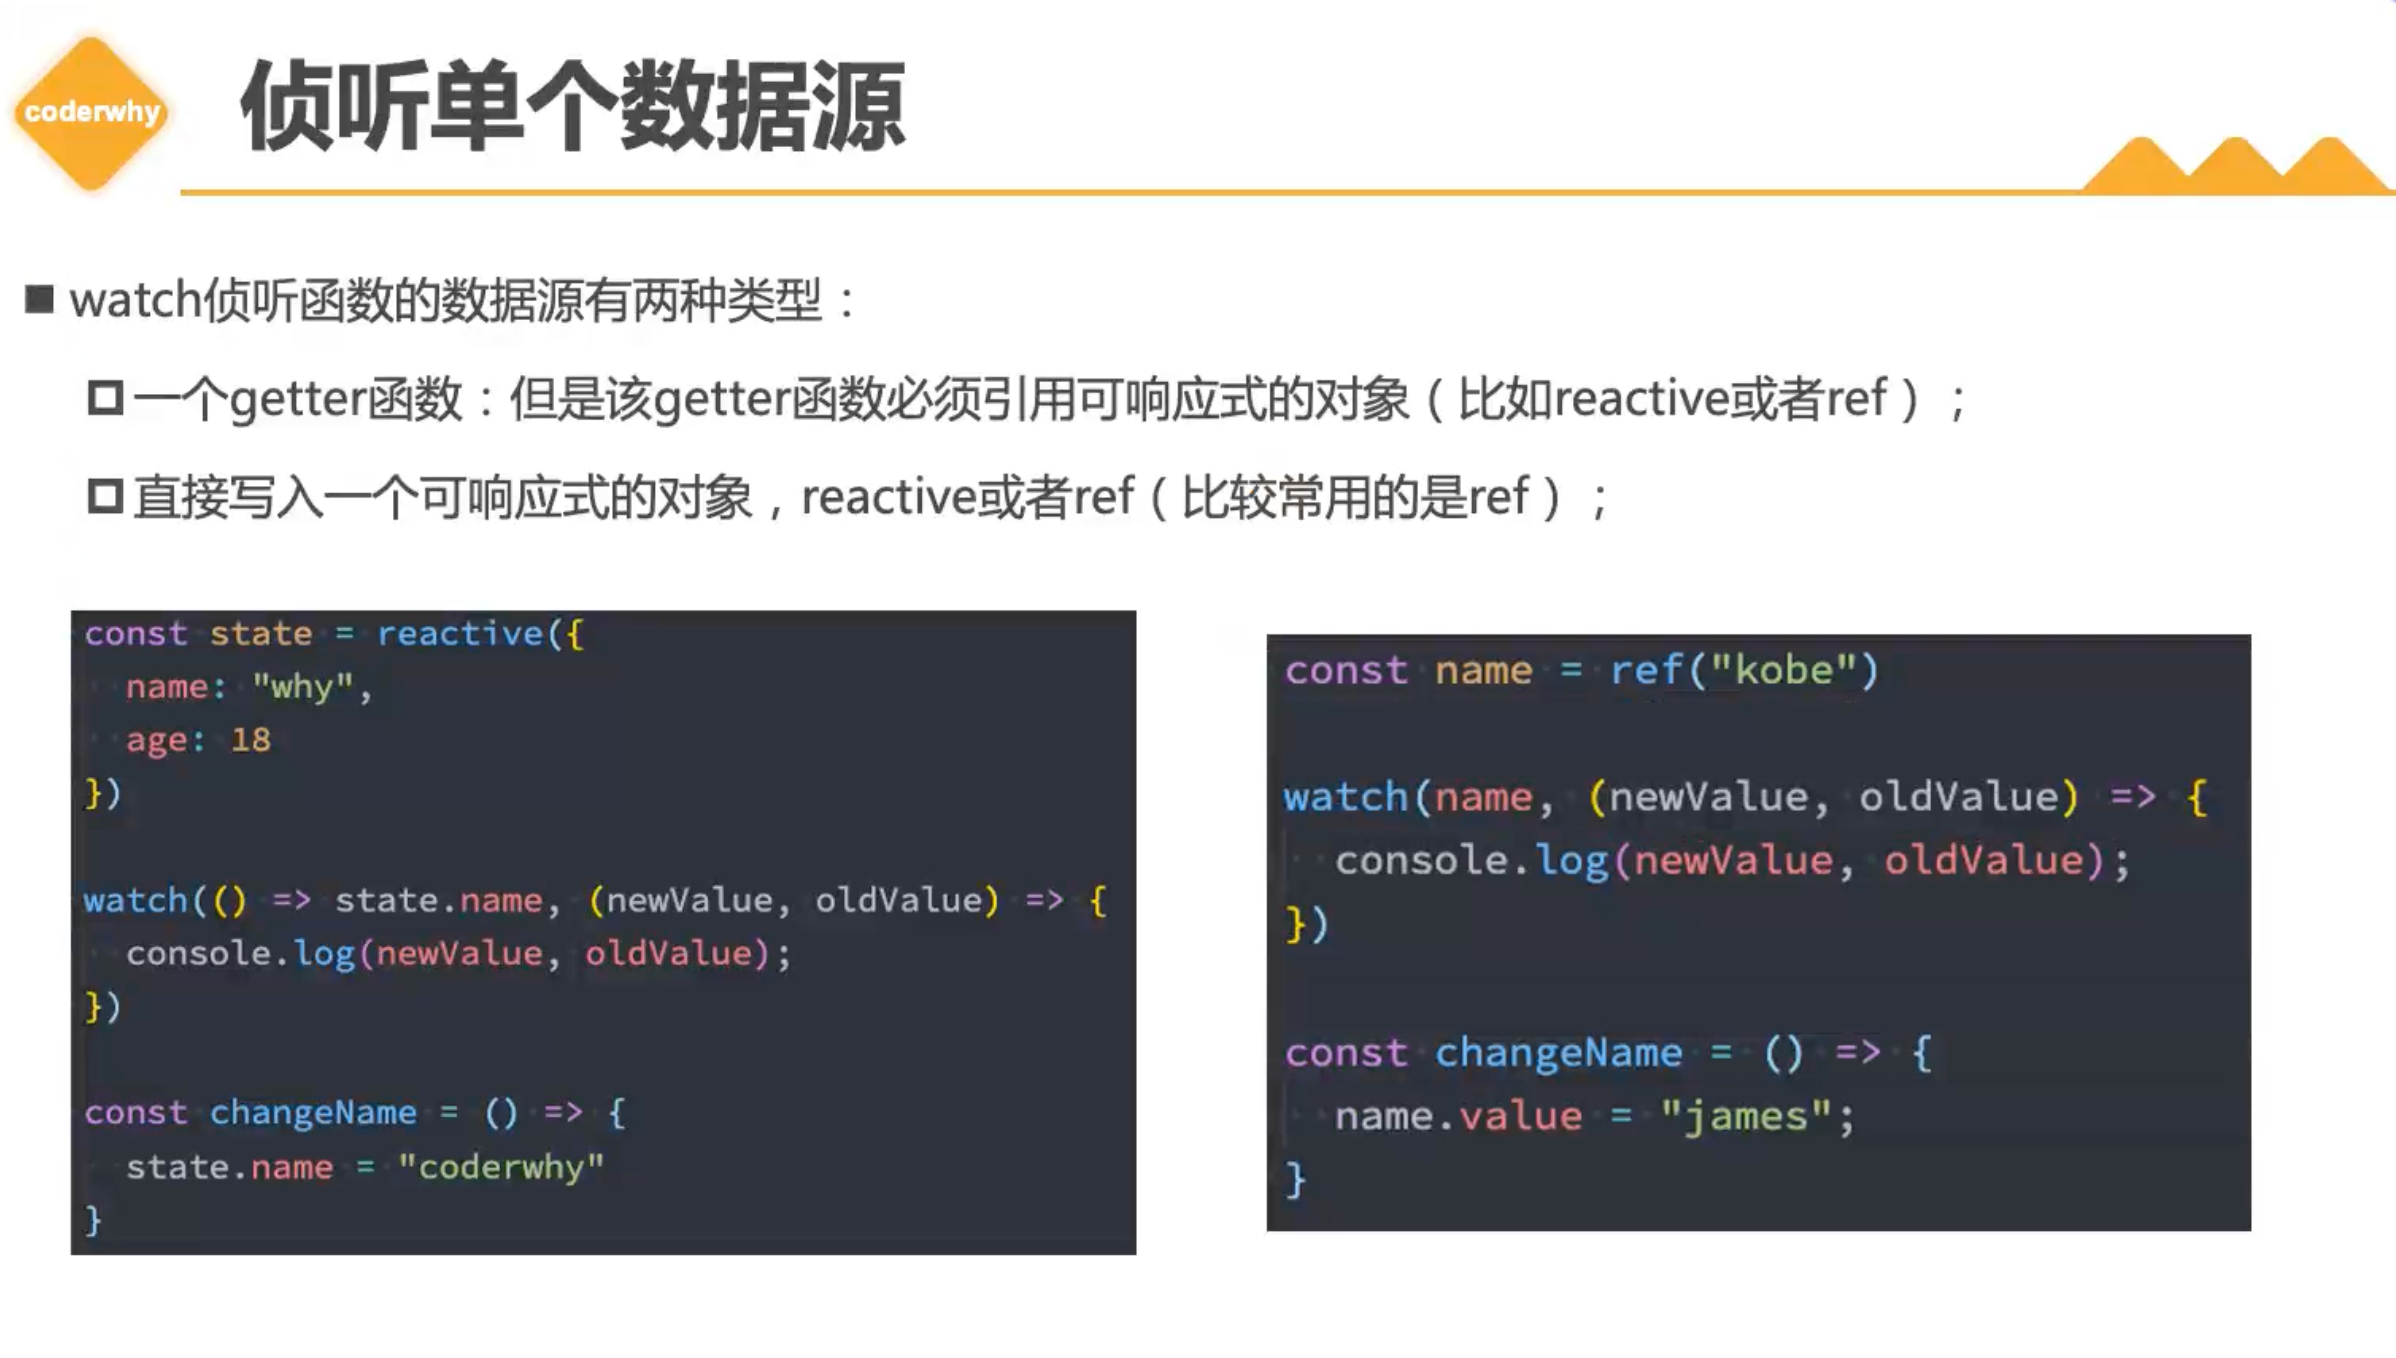 coderwhy
侦听单个数据源
watch侦听函数的数据源有两种类型：
一个getter函数：但是该getter函数必须引用可响应式的对象（比如reactive或者ref）；
直接写入一个可响应式的对象，reactive或者ref（比较常用的是ref）；
const state = reactive({
  name: "why",
  age: 18
})

watch(() => state.name, (newValue, oldValue) => {
  console.log(newValue, oldValue);
})

const changeName = () => {
  state.name = "coderwhy"
}
const name = ref("kobe")

watch(name, (newValue, oldValue) => {
  console.log(newValue, oldValue);
})

const changeName = () => {
  name.value = "james";
}